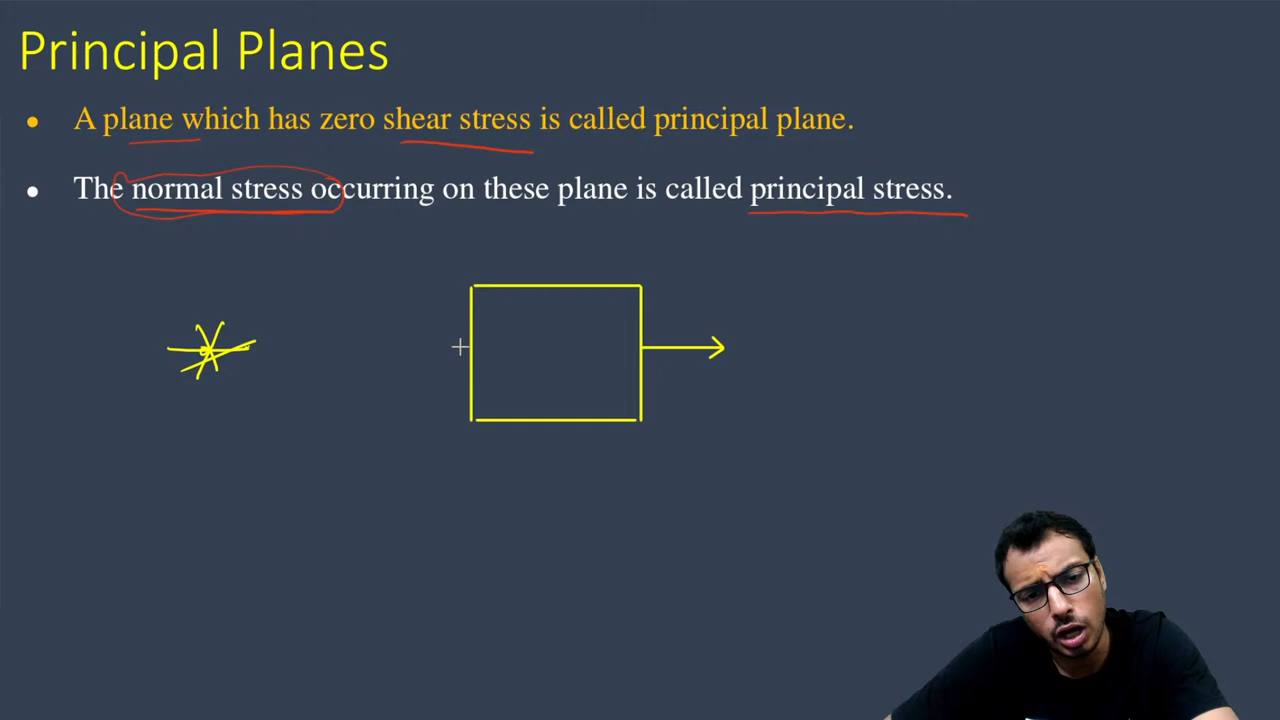 Principal Planes
• A plane which has zero shear stress is called principal plane.
• The normal stress occurring on these plane is called principal stress.